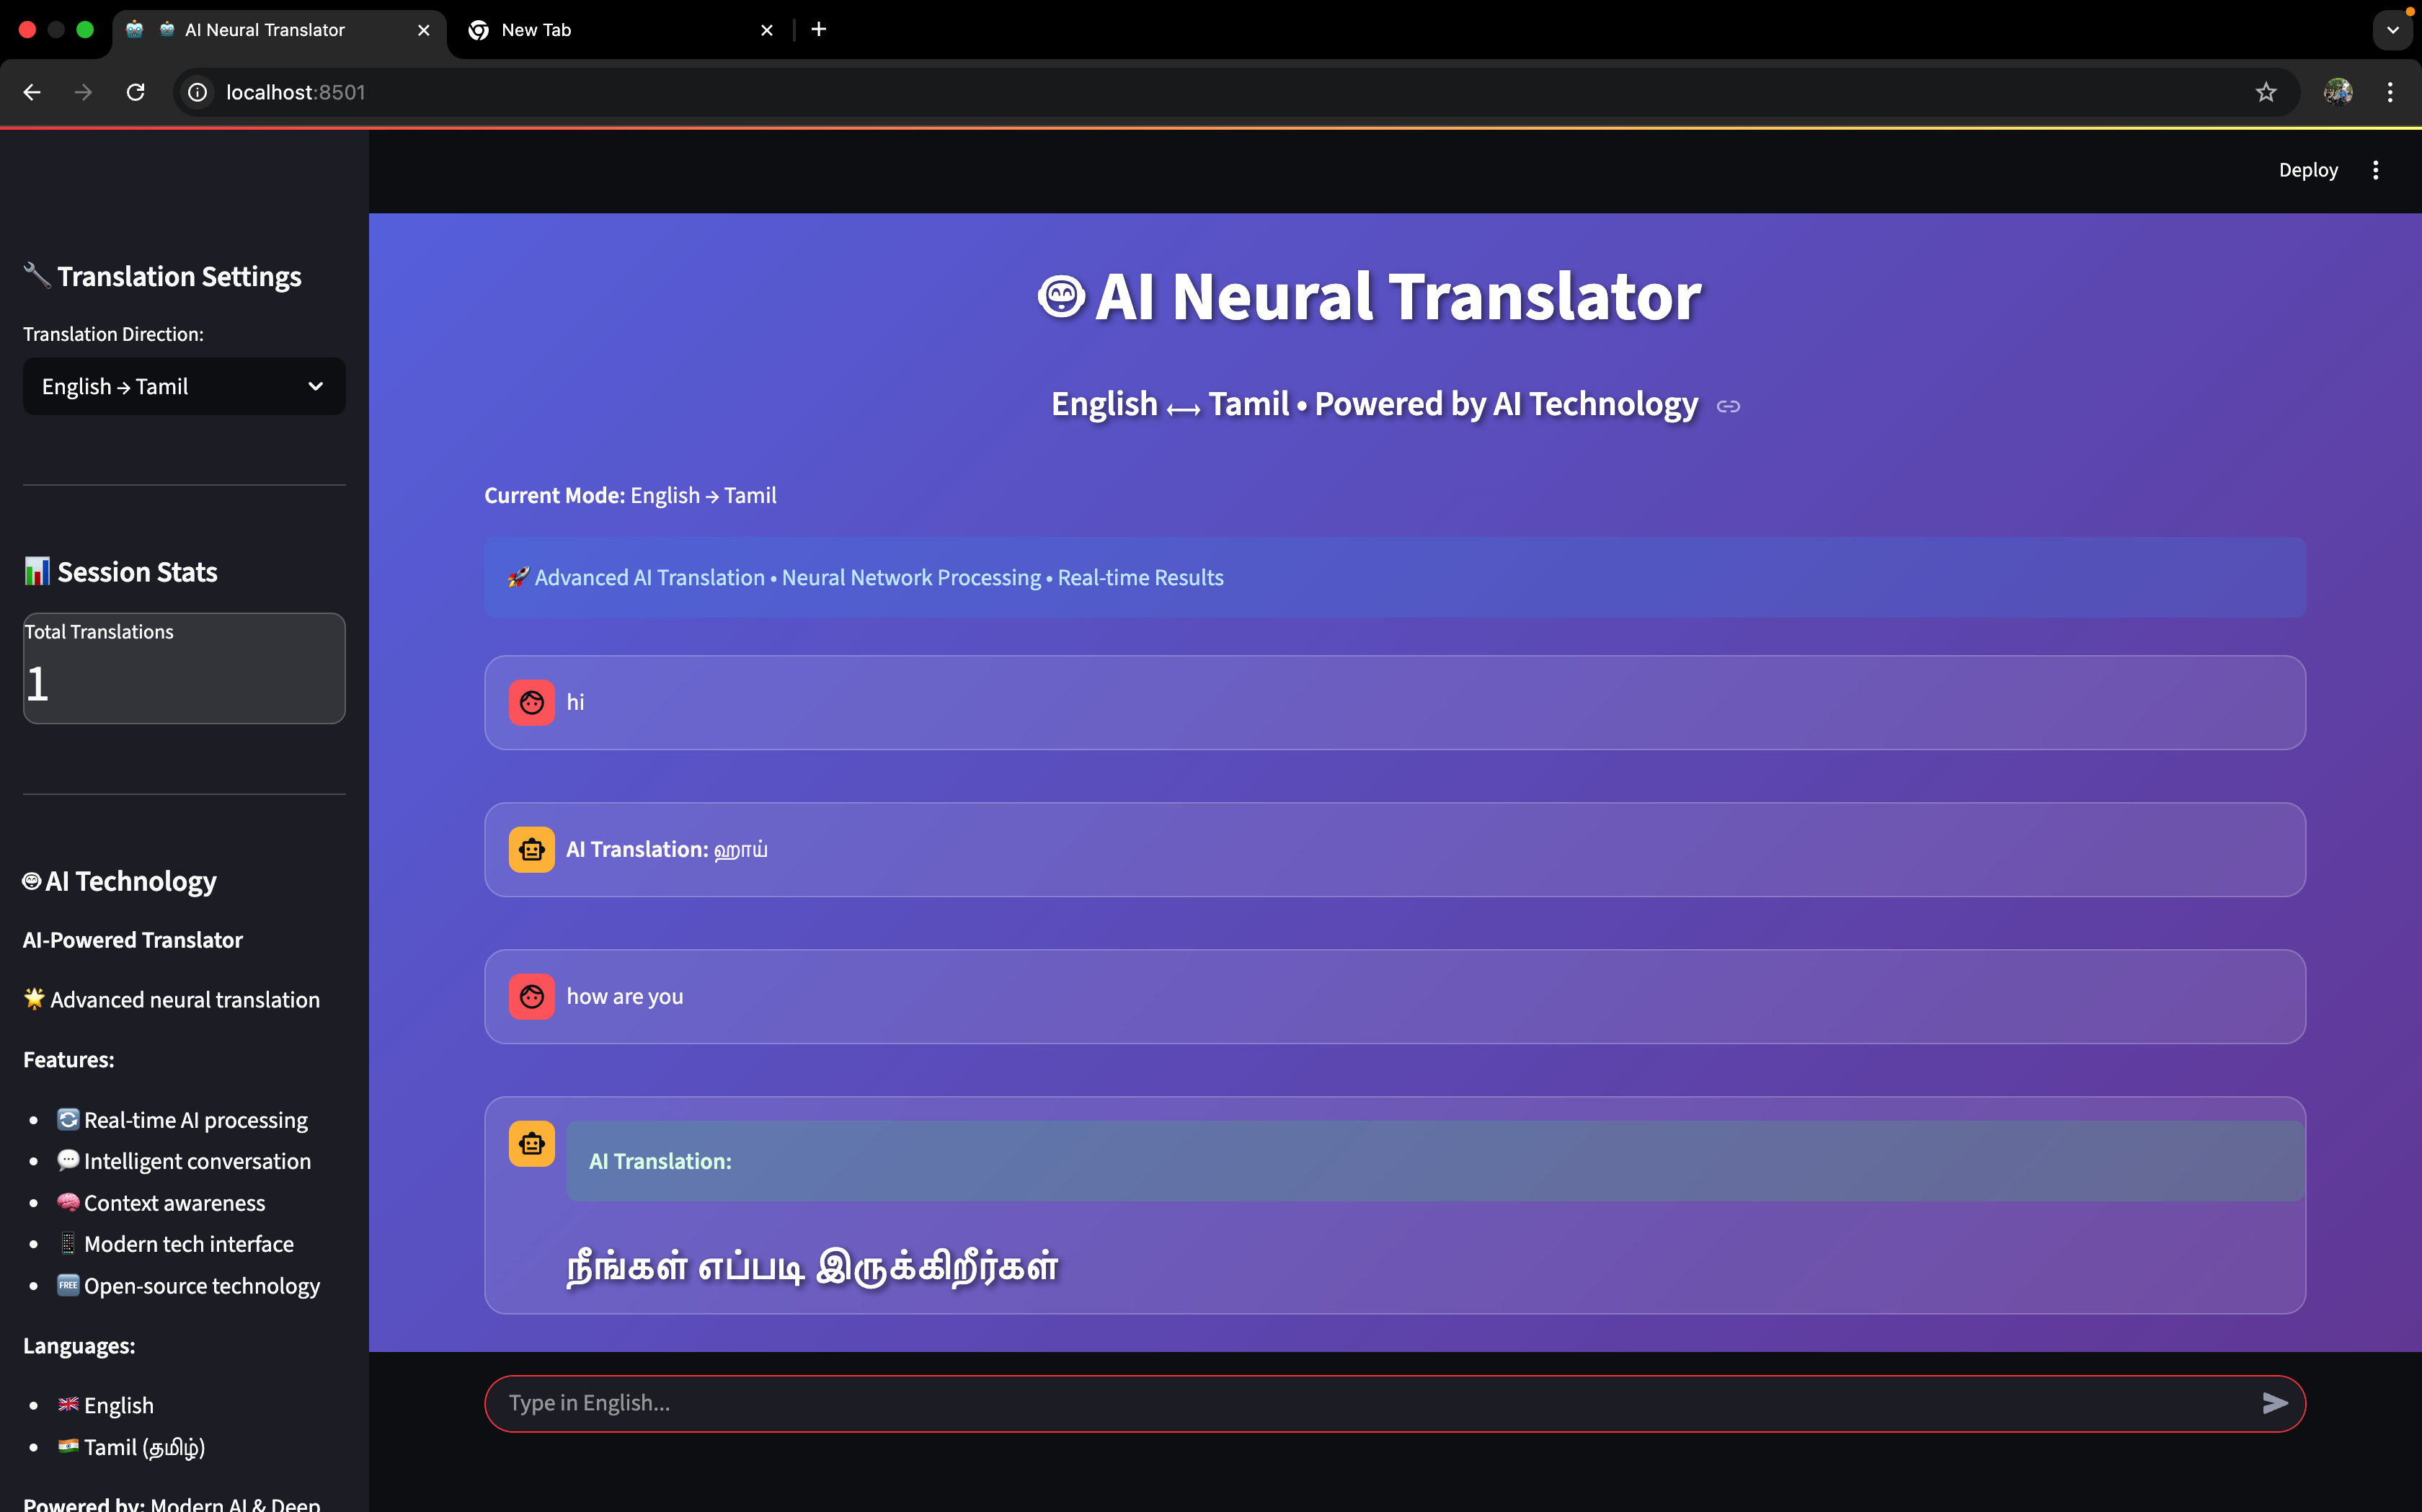 AI Neural Translator
New Tab
localhost:8501
Deploy
Translation Settings
Translation Direction:
English → Tamil
Session Stats
Total Translations
1
AI Technology
AI-Powered Translator
Advanced neural translation
Features:
Real-time AI processing
Intelligent conversation
Context awareness
Modern tech interface
FREE Open-source technology
Languages:
English
Tamil (தமிழ்)
Powered by: Modern AI & Deep
AI Neural Translator
English ⟷ Tamil • Powered by AI Technology
Current Mode: English → Tamil
Advanced AI Translation • Neural Network Processing • Real-time Results
hi
AI Translation: ஹாய்
how are you
AI Translation:
நீங்கள் எப்படி இருக்கிறீர்கள்
Type in English...